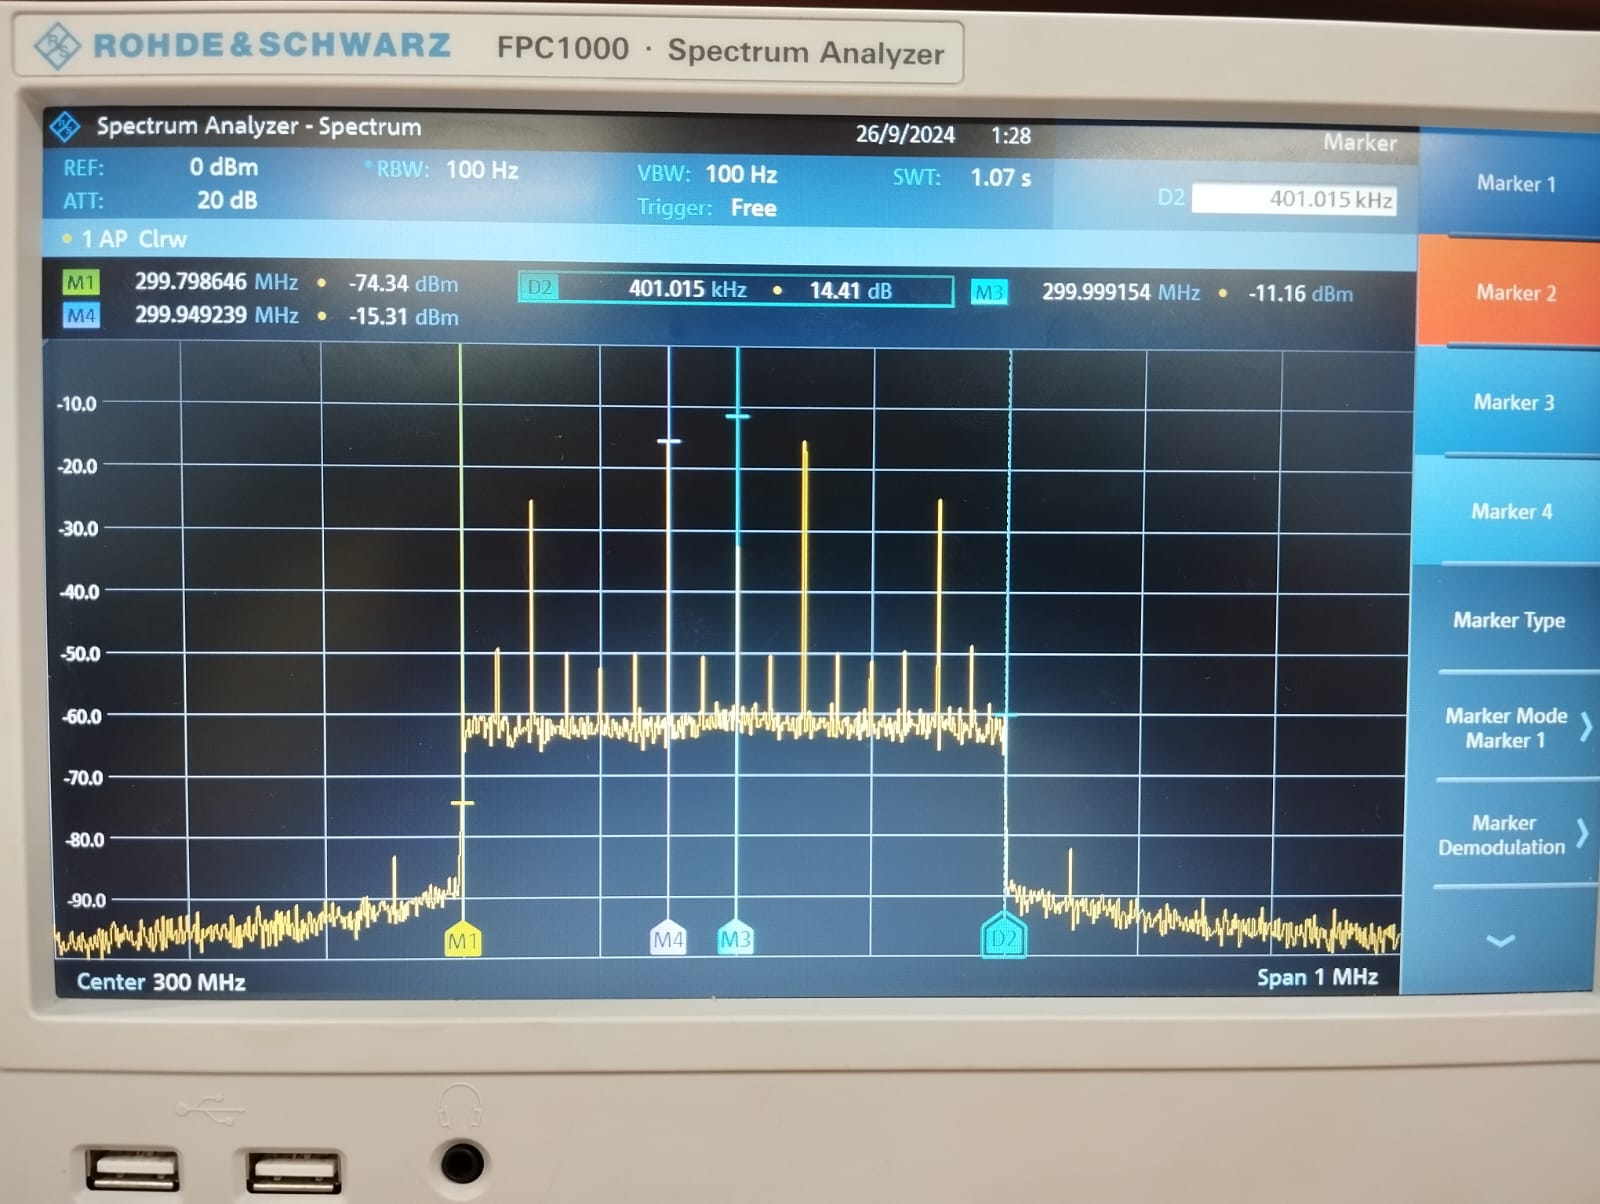 ROHDE & SCHWARZ FPC1000 · Spectrum Analyzer
Spectrum Analyzer - Spectrum 26/9/2024 1:28 Marker
REF: 0 dBm RBW: 100 Hz VBW: 100 Hz SWT: 1.07 s
ATT: 20 dB Trigger: Free D2 401.015 kHz
1 AP Clrw
M1 299.798646 MHz -74.34 dBm D2 401.015 kHz 14.41 dB M3 299.999154 MHz -11.16 dBm
M4 299.949239 MHz -15.31 dBm
-10.0
-20.0
-30.0
-40.0
-50.0
-60.0
-70.0
-80.0
-90.0
M1 M4 M3 D2
Center 300 MHz Span 1 MHz
Marker 1
Marker 2
Marker 3
Marker 4
Marker Type
Marker Mode
Marker 1
Marker
Demodulation